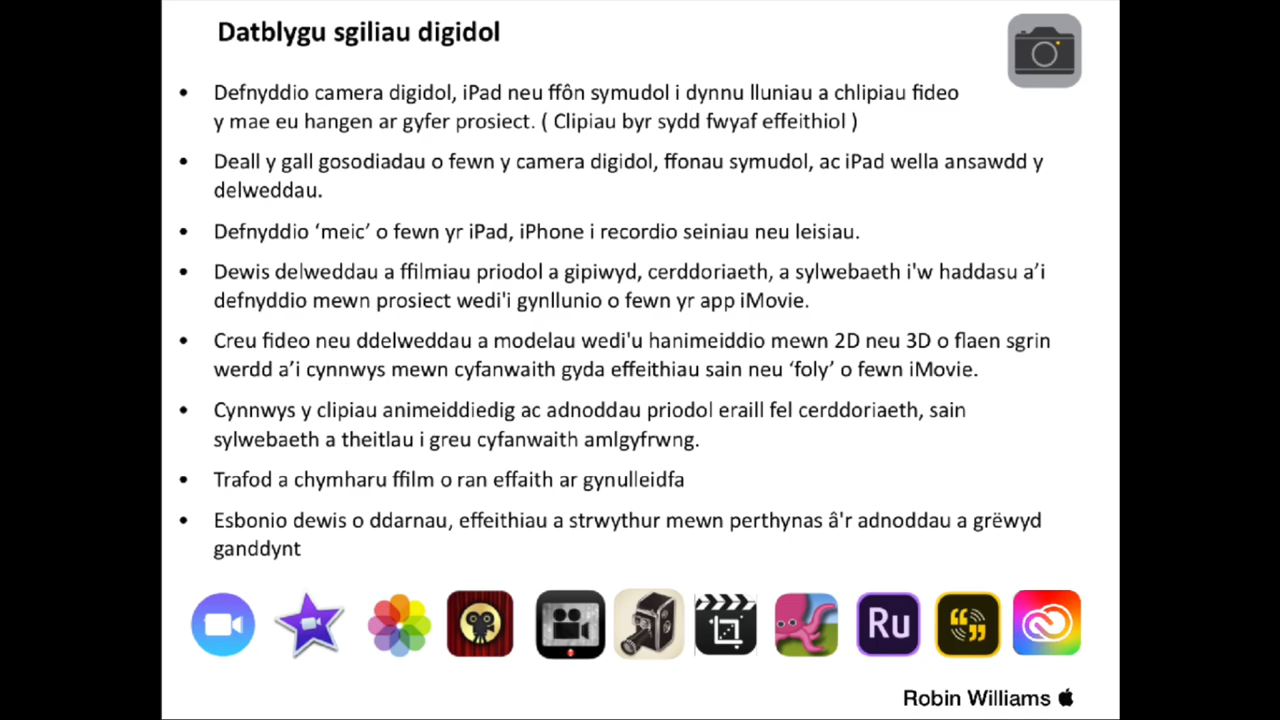 Datblygu sgiliau digidol
• Defnyddio camera digidol, iPad neu ffôn symudol i dynnu lluniau a chlipiau fideo
y mae eu hangen ar gyfer prosiect. ( Clipiau byr sydd fwyaf effeithiol )
• Deall y gall gosodiadau o fewn y camera digidol, ffonau symudol, ac iPad wella ansawdd y
delweddau.
• Defnyddio ‘meic’ o fewn yr iPad, iPhone i recordio seiniau neu leisiau.
• Dewis delweddau a ffilmiau priodol a gipiwyd, cerddoriaeth, a sylwebaeth i'w haddasu a’i
defnyddio mewn prosiect wedi'i gynllunio o fewn yr app iMovie.
• Creu fideo neu ddelweddau a modelau wedi'u hanimeiddio mewn 2D neu 3D o flaen sgrin
werdd a’i cynnwys mewn cyfanwaith gyda effeithiau sain neu ‘foly’ o fewn iMovie.
• Cynnwys y clipiau animeiddiedig ac adnoddau priodol eraill fel cerddoriaeth, sain
sylwebaeth a theitlau i greu cyfanwaith amlgyfrwng.
• Trafod a chymharu ffilm o ran effaith ar gynulleidfa
• Esbonio dewis o ddarnau, effeithiau a strwythur mewn perthynas â'r adnoddau a grëwyd
ganddynt
Ru
Robin Williams